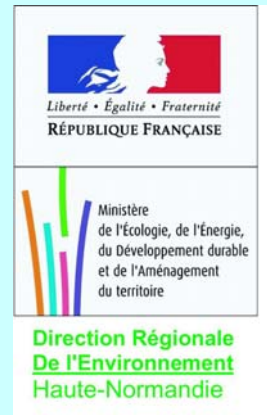 Liberté • Égalité • Fraternité
RÉPUBLIQUE FRANÇAISE
Ministère
de l'Écologie, de l'Énergie,
du Développement durable
et de l'Aménagement
du territoire
Direction Régionale
De l'Environnement
Haute-Normandie